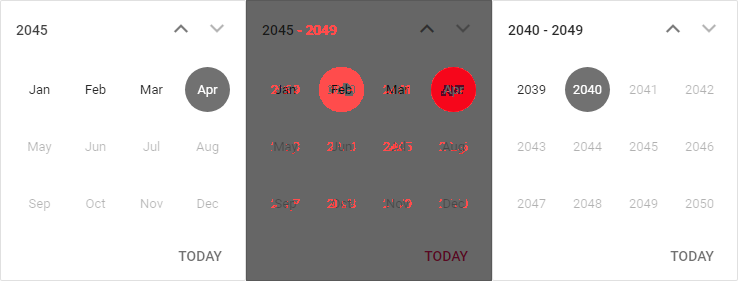 2045
Jan Feb Mar Apr
May Jun Jul Aug
Sep Oct Nov Dec
TODAY
2045 - 2049
Jan Feb Mar Apr
May Jun Aug
Sep Oct Nov Dec
TODAY
2040 - 2049
2039 2040 2041 2042
2043 2044 2045 2046
2047 2048 2049 2050
TODAY